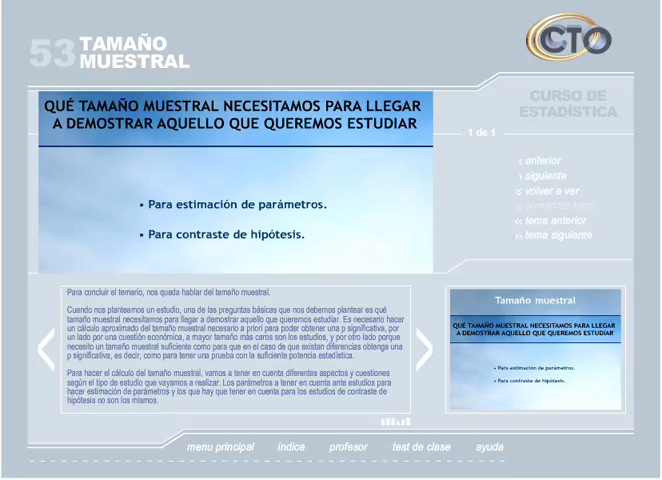 53 TAMAÑO
MUESTRAL
CTO
QUÉ TAMAÑO MUESTRAL NECESITAMOS PARA LLEGAR
A DEMOSTRAR AQUELLO QUE QUEREMOS ESTUDIAR
• Para estimación de parámetros.
• Para contraste de hipótesis.
CURSO DE
ESTADÍSTICA
1 de 1
‹ anterior
› siguiente
volver a ver
comenzar tema
‹‹ tema anterior
›› tema siguiente
Para concluir el temario, nos queda hablar del tamaño muestral.
Cuando nos planteamos un estudio, una de las preguntas básicas que nos debemos plantear es qué
tamaño muestral necesitamos para llegar a demostrar aquello que queremos estudiar. Es necesario hacer
un cálculo aproximado del tamaño muestral necesario a priori para poder obtener una p significativa, por
un lado por una cuestión económica, a mayor tamaño más caros son los estudios, y por otro lado porque
necesito un tamaño muestral suficiente como para que en el caso de que existan diferencias obtenga una
p significativa, es decir, como para tener una prueba con la suficiente potencia estadística.
Para hacer el cálculo del tamaño muestral, vamos a tener en cuenta diferentes aspectos y cuestiones
según el tipo de estudio que vayamos a realizar. Los parámetros a tener en cuenta ante estudios para
hacer estimación de parámetros y los que hay que tener en cuenta para los estudios de contraste de
hipótesis no son los mismos.
Tamaño muestral
QUÉ TAMAÑO MUESTRAL NECESITAMOS PARA LLEGAR
A DEMOSTRAR AQUELLO QUE QUEREMOS ESTUDIAR
• Para estimación de parámetros.
• Para contraste de hipótesis.
menu principal índice profesor test de clase ayuda